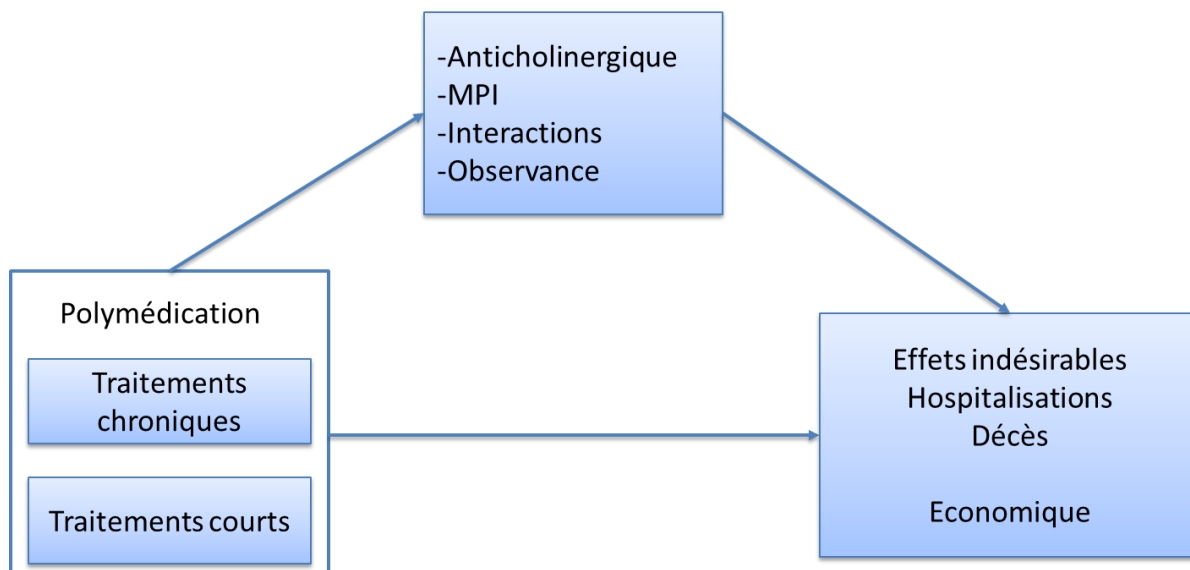 -Anticholinergique
-MPI
-Interactions
-Observance
Polymédication
Traitements
chroniques
Traitements courts
Effets indésirables
Hospitalisations
Décès
Economique